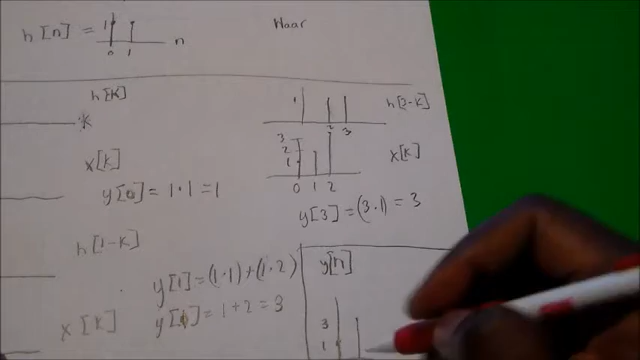 h[n] =
1
0 1
n
Haar
h[K]
*
x[K]
y[0] = 1·1 = 1
h[1-K]
x[K]
y[1] = (1·1)+(1·2)
= 1+2 = 3
1
2 3
h[3-K]
3
2
1
0 1 2
x[K]
y[3] = (3·1) = 3
y[n]
3
1